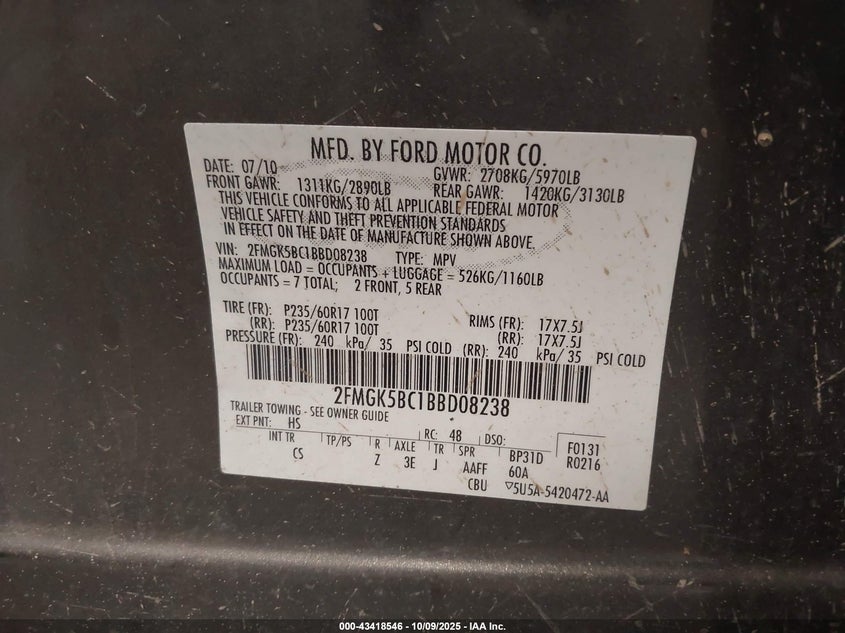 MFD. BY FORD MOTOR CO.
DATE: 07/10 GVWR: 2708KG/5970LB
FRONT GAWR: 1311KG/2890LB REAR GAWR: 1420KG/3130LB
THIS VEHICLE CONFORMS TO ALL APPLICABLE FEDERAL MOTOR
VEHICLE SAFETY AND THEFT PREVENTION STANDARDS
IN EFFECT ON THE DATE OF MANUFACTURE SHOWN ABOVE.
VIN: 2FMGK5BC1BBD08238 TYPE: MPV
MAXIMUM LOAD = OCCUPANTS + LUGGAGE = 526KG/1160LB
OCCUPANTS = 7 TOTAL; 2 FRONT, 5 REAR
TIRE (FR): P235/60R17 100T RIMS (FR): 17X7.5J
(RR): P235/60R17 100T (RR): 17X7.5J
PRESSURE (FR): 240 kPa/ 35 PSI COLD (RR): 240 kPa/ 35 PSI COLD
2FMGK5BC1BBD08238
TRAILER TOWING - SEE OWNER GUIDE
EXT PNT: HS RC: 48 DSO: F0131
INT TR TP/PS R AXLE TR SPR BP31D R0216
CS Z 3E J AAFF 60A
CBU ▽5U5A-5420472-AA
000-43418546 - 10/09/2025 - IAA Inc.